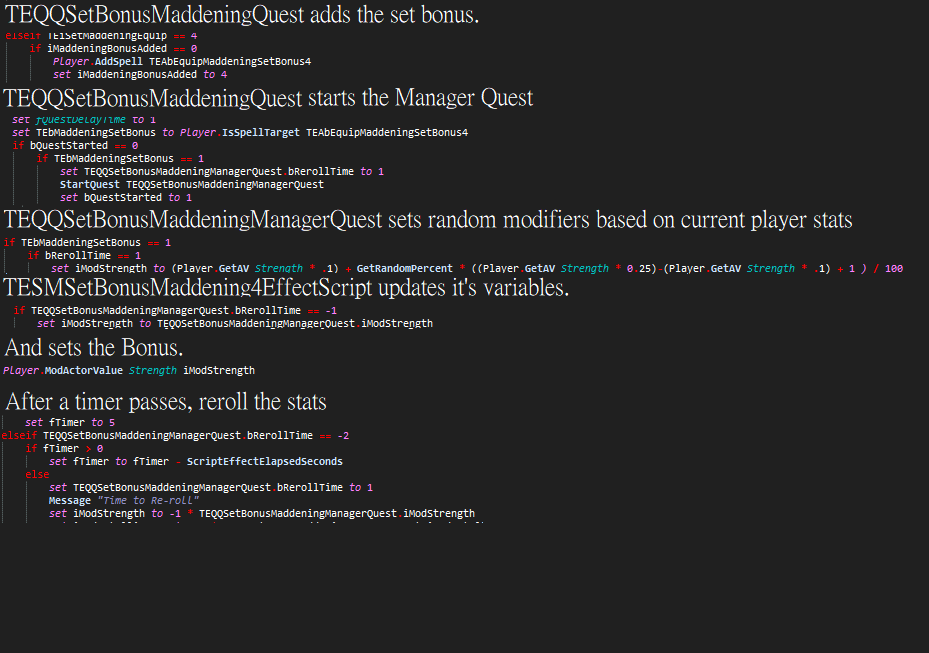 TEQQSetBonusMaddeningQuest adds the set bonus.
elseif TEiSetMaddeningEquip == 4
if iMaddeningBonusAdded == 0
Player.AddSpell TEAbEquipMaddeningSetBonus4
set iMaddeningBonusAdded to 4
TEQQSetBonusMaddeningQuest starts the Manager Quest
set fQuestDelayTime to 1
set TEbMaddeningSetBonus to Player.IsSpellTarget TEAbEquipMaddeningSetBonus4
if bQuestStarted == 0
if TEbMaddeningSetBonus == 1
set TEQQSetBonusMaddeningManagerQuest.bRerollTime to 1
StartQuest TEQQSetBonusMaddeningManagerQuest
set bQuestStarted to 1
TEQQSetBonusMaddeningManagerQuest sets random modifiers based on current player stats
if TEbMaddeningSetBonus == 1
if bRerollTime == 1
set iModStrength to (Player.GetAV Strength * .1) + GetRandomPercent * ((Player.GetAV Strength * 0.25)-(Player.GetAV Strength * .1) + 1 ) / 100
TESMSetBonusMaddening4EffectScript updates it's variables.
if TEQQSetBonusMaddeningManagerQuest.bRerollTime == -1
set iModStrength to TEQQSetBonusMaddeningManagerQuest.iModStrength
And sets the Bonus.
Player.ModActorValue Strength iModStrength
After a timer passes, reroll the stats
set fTimer to 5
elseif TEQQSetBonusMaddeningManagerQuest.bRerollTime == -2
if fTimer > 0
set fTimer to fTimer - ScriptEffectElapsedSeconds
else
set TEQQSetBonusMaddeningManagerQuest.bRerollTime to 1
Message "Time to Re-roll"
set iModStrength to -1 * TEQQSetBonusMaddeningManagerQuest.iModStrength